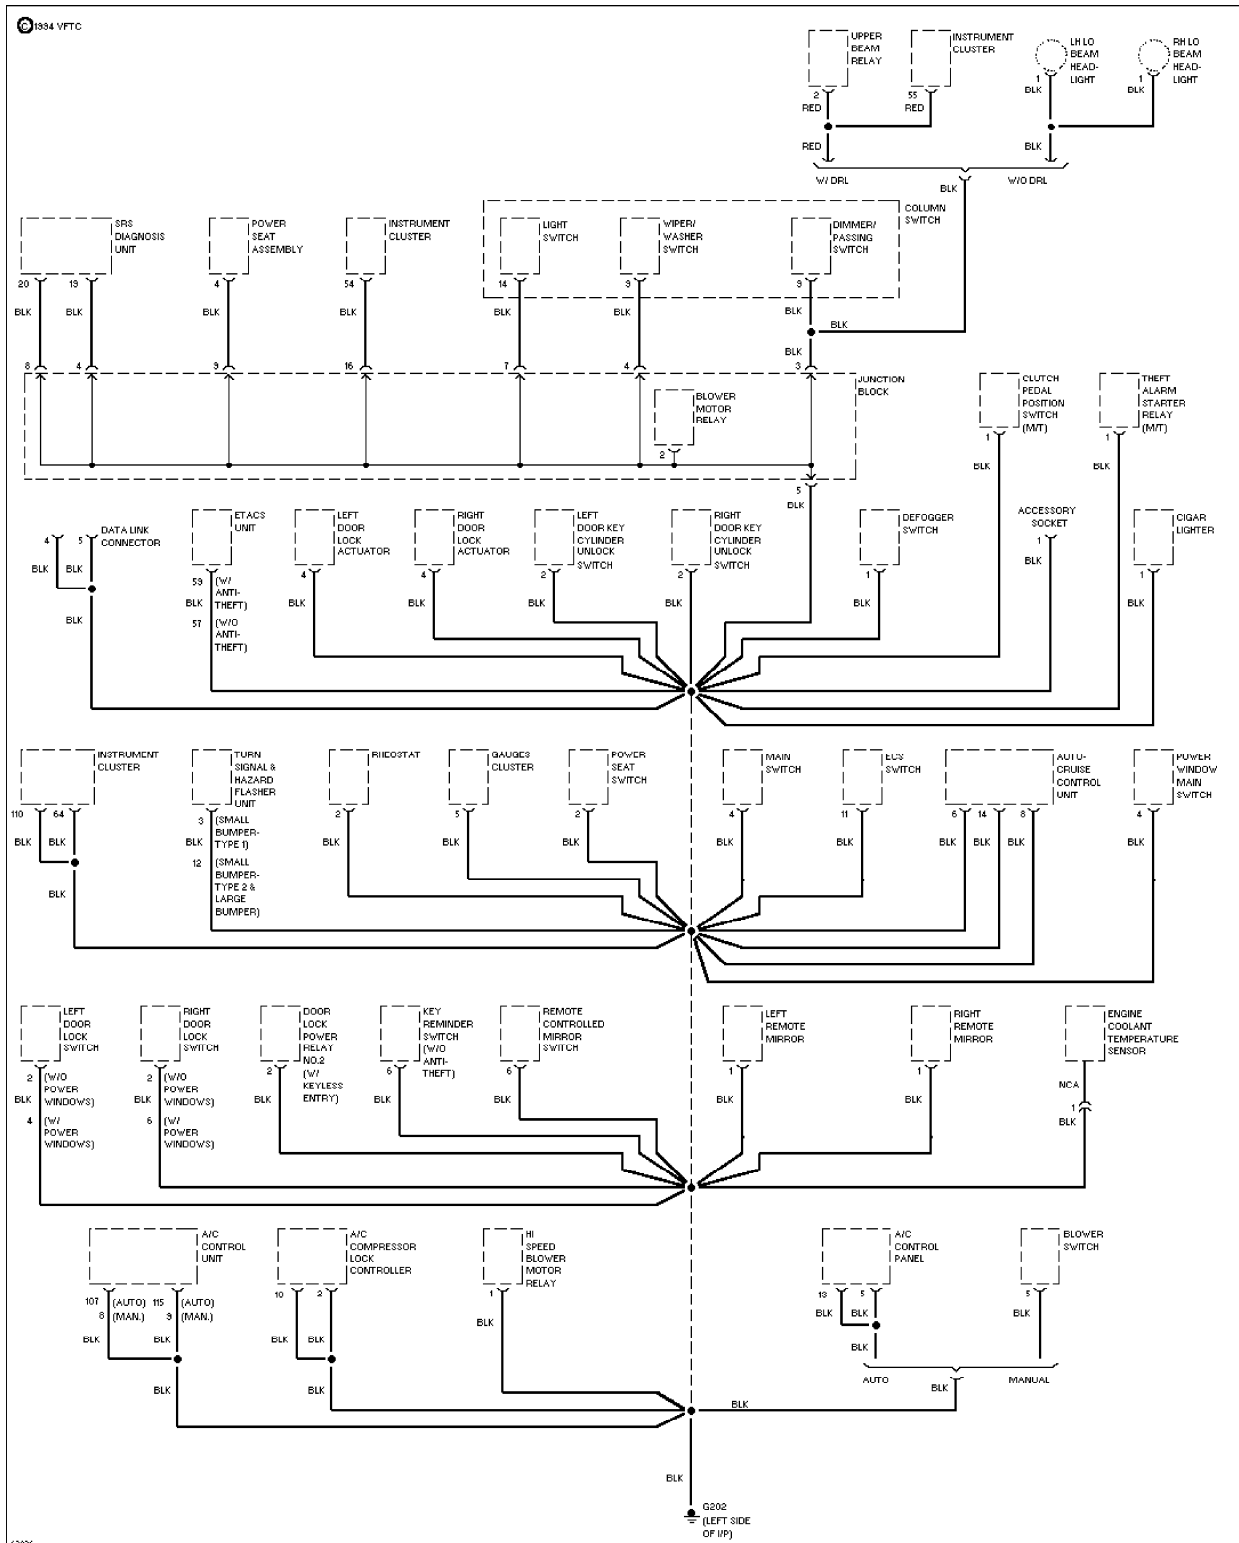 © 1994 VFTC
UPPER
BEAM
RELAY
INSTRUMENT
CLUSTER
LH LO
BEAM
HEAD-
LIGHT
RH LO
BEAM
HEAD-
LIGHT
2
55
1
1
RED
RED
BLK
BLK
RED
BLK
W/ DRL
W/O DRL
BLK
SRS
DIAGNOSIS
UNIT
POWER
SEAT
ASSEMBLY
INSTRUMENT
CLUSTER
LIGHT
SWITCH
WIPER/
WASHER
SWITCH
DIMMER/
PASSING
SWITCH
COLUMN
SWITCH
20
19
4
54
14
9
9
BLK
BLK
BLK
BLK
BLK
BLK
BLK
BLK
BLK
8
4
9
16
7
4
3
JUNCTION
BLOCK
BLOWER
MOTOR
RELAY
2
5
BLK
CLUTCH
PEDAL
POSITION
SWITCH
(M/T)
THEFT
ALARM
STARTER
RELAY
(M/T)
1
1
BLK
BLK
4
5
DATA LINK
CONNECTOR
BLK
BLK
BLK
ETACS
UNIT
59
(W/
ANTI-
THEFT)
BLK
57
(W/O
ANTI-
THEFT)
LEFT
DOOR
LOCK
ACTUATOR
4
BLK
RIGHT
DOOR
LOCK
ACTUATOR
4
BLK
LEFT
DOOR KEY
CYLINDER
UNLOCK
SWITCH
2
BLK
RIGHT
DOOR KEY
CYLINDER
UNLOCK
SWITCH
2
BLK
DEFOGGER
SWITCH
1
BLK
ACCESSORY
SOCKET
1
BLK
CIGAR
LIGHTER
1
BLK
INSTRUMENT
CLUSTER
110
64
BLK
BLK
BLK
TURN
SIGNAL &
HAZARD
FLASHER
UNIT
3
(SMALL
BUMPER-
TYPE 1)
BLK
12
(SMALL
BUMPER-
TYPE 2 &
LARGE
BUMPER)
RHEOSTAT
2
BLK
GAUGES
CLUSTER
5
BLK
POWER
SEAT
SWITCH
2
BLK
MAIN
SWITCH
4
BLK
ECS
SWITCH
11
BLK
AUTO-
CRUISE
CONTROL
UNIT
6
14
8
BLK
BLK
BLK
POWER
WINDOW
MAIN
SWITCH
4
BLK
LEFT
DOOR
LOCK
SWITCH
2
(W/O
POWER
WINDOWS)
BLK
4
(W/
POWER
WINDOWS)
RIGHT
DOOR
LOCK
SWITCH
2
(W/O
POWER
WINDOWS)
BLK
6
(W/
POWER
WINDOWS)
DOOR
LOCK
POWER
RELAY
NO.2
(W/
KEYLESS
ENTRY)
2
BLK
KEY
REMINDER
SWITCH
(W/O
ANTI-
THEFT)
6
BLK
REMOTE
CONTROLLED
MIRROR
SWITCH
6
BLK
LEFT
REMOTE
MIRROR
1
BLK
RIGHT
REMOTE
MIRROR
1
BLK
ENGINE
COOLANT
TEMPERATURE
SENSOR
NCA
1
BLK
A/C
CONTROL
UNIT
107 (AUTO) 115 (AUTO)
8 (MAN.) 9 (MAN.)
BLK
BLK
BLK
A/C
COMPRESSOR
LOCK
CONTROLLER
10
2
BLK
BLK
BLK
HI
SPEED
BLOWER
MOTOR
RELAY
1
BLK
A/C
CONTROL
PANEL
13
5
BLK
BLK
BLK
BLOWER
SWITCH
5
BLK
AUTO
MANUAL
BLK
BLK
BLK
G202
(LEFT SIDE
OF I/P)